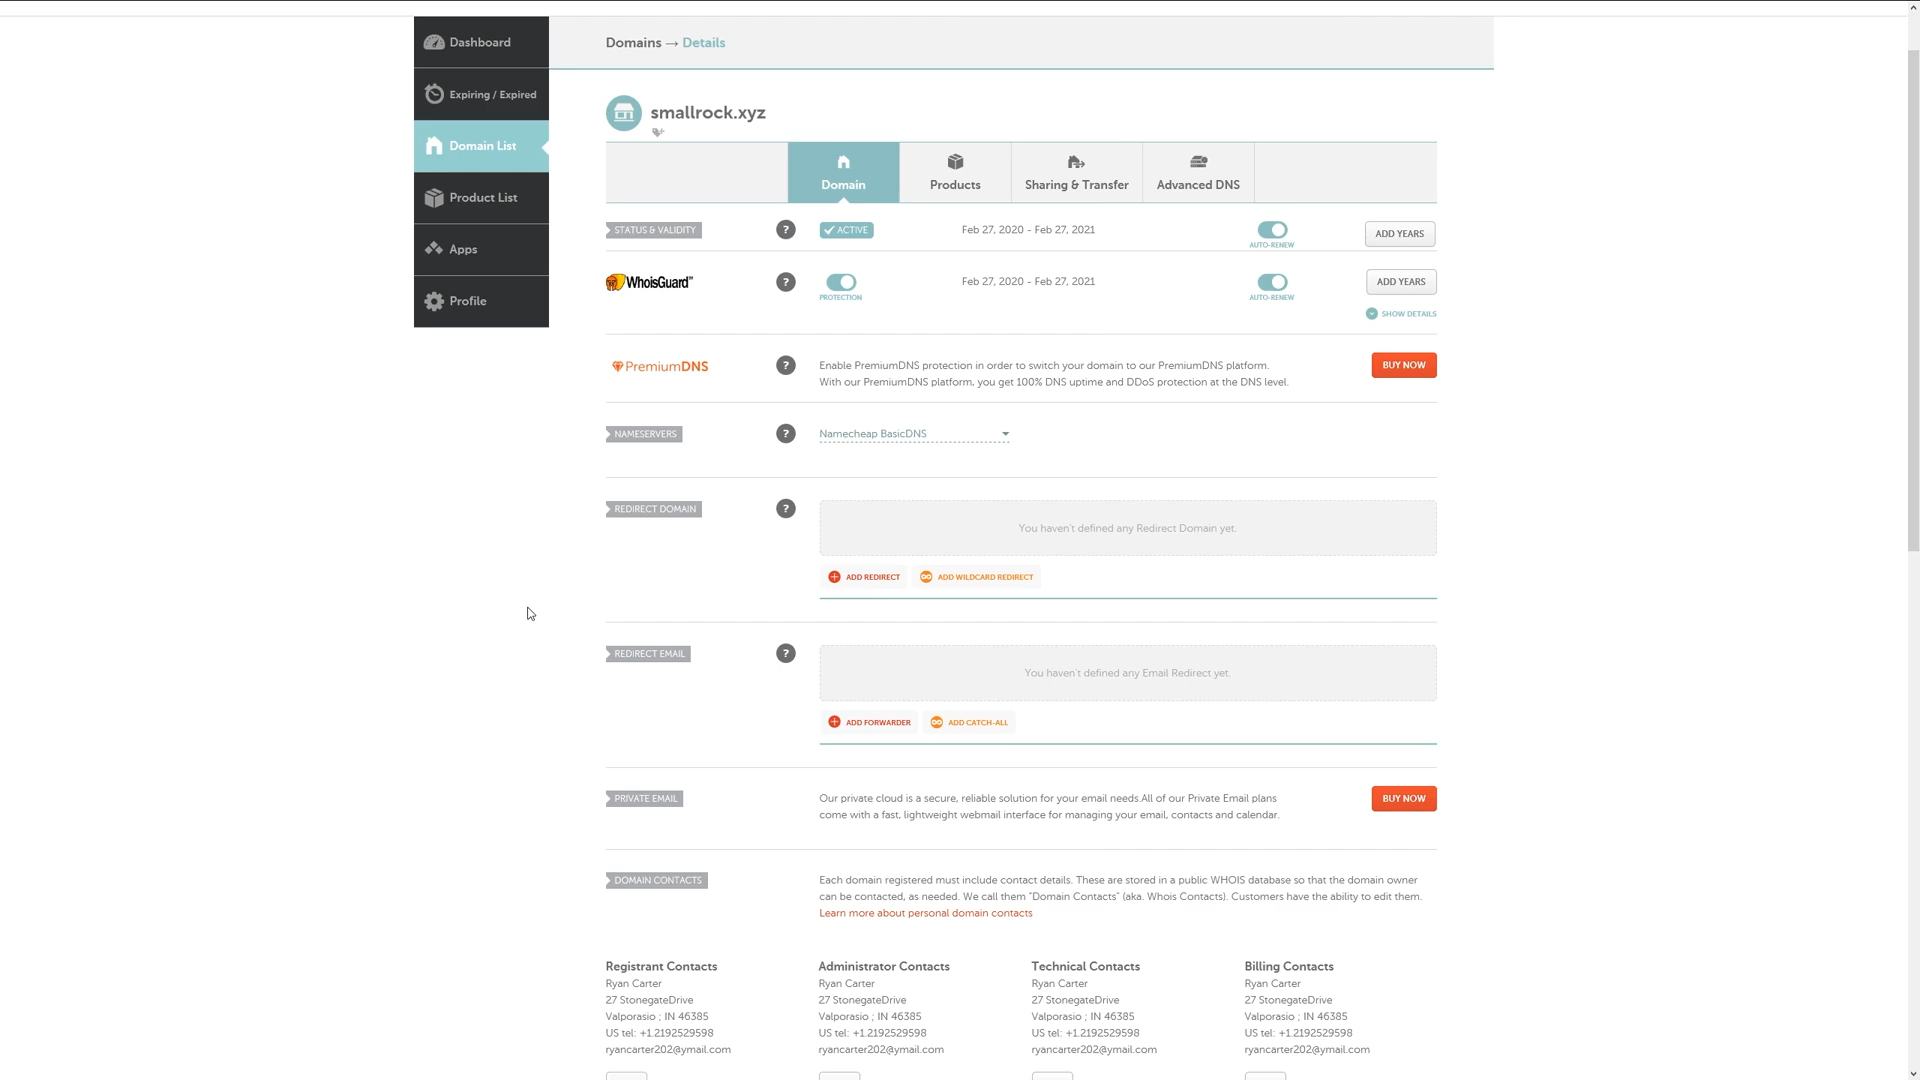 Dashboard
Expiring / Expired
Domain List
Product List
Apps
Profile
Domains → Details
smallrock.xyz
Domain
Products
Sharing & Transfer
Advanced DNS
STATUS & VALIDITY
?
ACTIVE
Feb 27, 2020 - Feb 27, 2021
AUTO-RENEW
ADD YEARS
WhoisGuard™
?
PROTECTION
Feb 27, 2020 - Feb 27, 2021
AUTO-RENEW
ADD YEARS
SHOW DETAILS
PremiumDNS
?
Enable PremiumDNS protection in order to switch your domain to our PremiumDNS platform.
With our PremiumDNS platform, you get 100% DNS uptime and DDoS protection at the DNS level.
BUY NOW
NAMESERVERS
?
Namecheap BasicDNS
REDIRECT DOMAIN
?
You haven't defined any Redirect Domain yet.
ADD REDIRECT
ADD WILDCARD REDIRECT
REDIRECT EMAIL
?
You haven't defined any Email Redirect yet.
ADD FORWARDER
ADD CATCH-ALL
PRIVATE EMAIL
Our private cloud is a secure, reliable solution for your email needs.All of our Private Email plans
come with a fast, lightweight webmail interface for managing your email, contacts and calendar.
BUY NOW
DOMAIN CONTACTS
Each domain registered must include contact details. These are stored in a public WHOIS database so that the domain owner
can be contacted, as needed. We call them "Domain Contacts" (aka. Whois Contacts). Customers have the ability to edit them.
Learn more about personal domain contacts
Registrant Contacts
Ryan Carter
27 StonegateDrive
Valporasio ; IN 46385
US tel: +1.2192529598
ryancarter202@ymail.com
Administrator Contacts
Ryan Carter
27 StonegateDrive
Valporasio ; IN 46385
US tel: +1.2192529598
ryancarter202@ymail.com
Technical Contacts
Ryan Carter
27 StonegateDrive
Valporasio ; IN 46385
US tel: +1.2192529598
ryancarter202@ymail.com
Billing Contacts
Ryan Carter
27 StonegateDrive
Valporasio ; IN 46385
US tel: +1.2192529598
ryancarter202@ymail.com